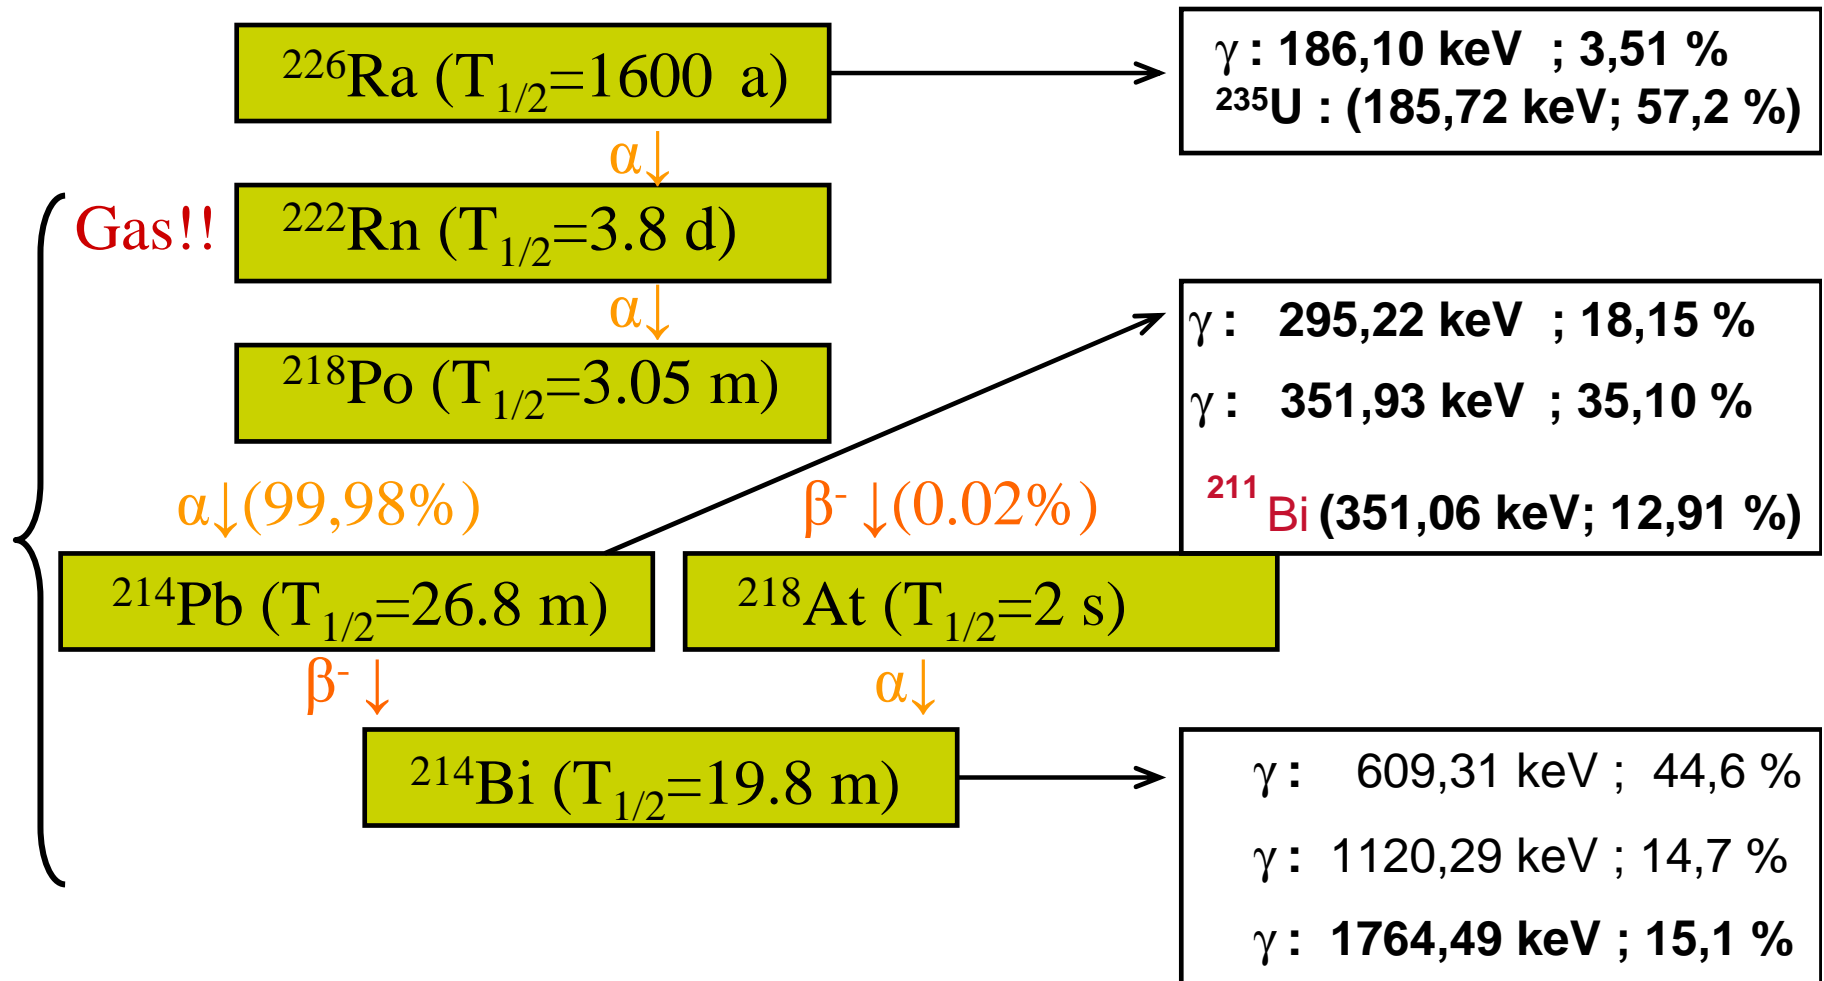 ²²⁶Ra (T₁/₂=1600 a)
γ : 186,10 keV ; 3,51 %
²³⁵U : (185,72 keV; 57,2 %)
α↓
Gas!!
²²²Rn (T₁/₂=3.8 d)
α↓
²¹⁸Po (T₁/₂=3.05 m)
γ : 295,22 keV ; 18,15 %
γ : 351,93 keV ; 35,10 %
²¹¹Bi (351,06 keV; 12,91 %)
α↓(99,98%)
β⁻ ↓(0.02%)
²¹⁴Pb (T₁/₂=26.8 m)
²¹⁸At (T₁/₂=2 s)
β⁻ ↓
α↓
²¹⁴Bi (T₁/₂=19.8 m)
γ : 609,31 keV ; 44,6 %
γ : 1120,29 keV ; 14,7 %
γ : 1764,49 keV ; 15,1 %